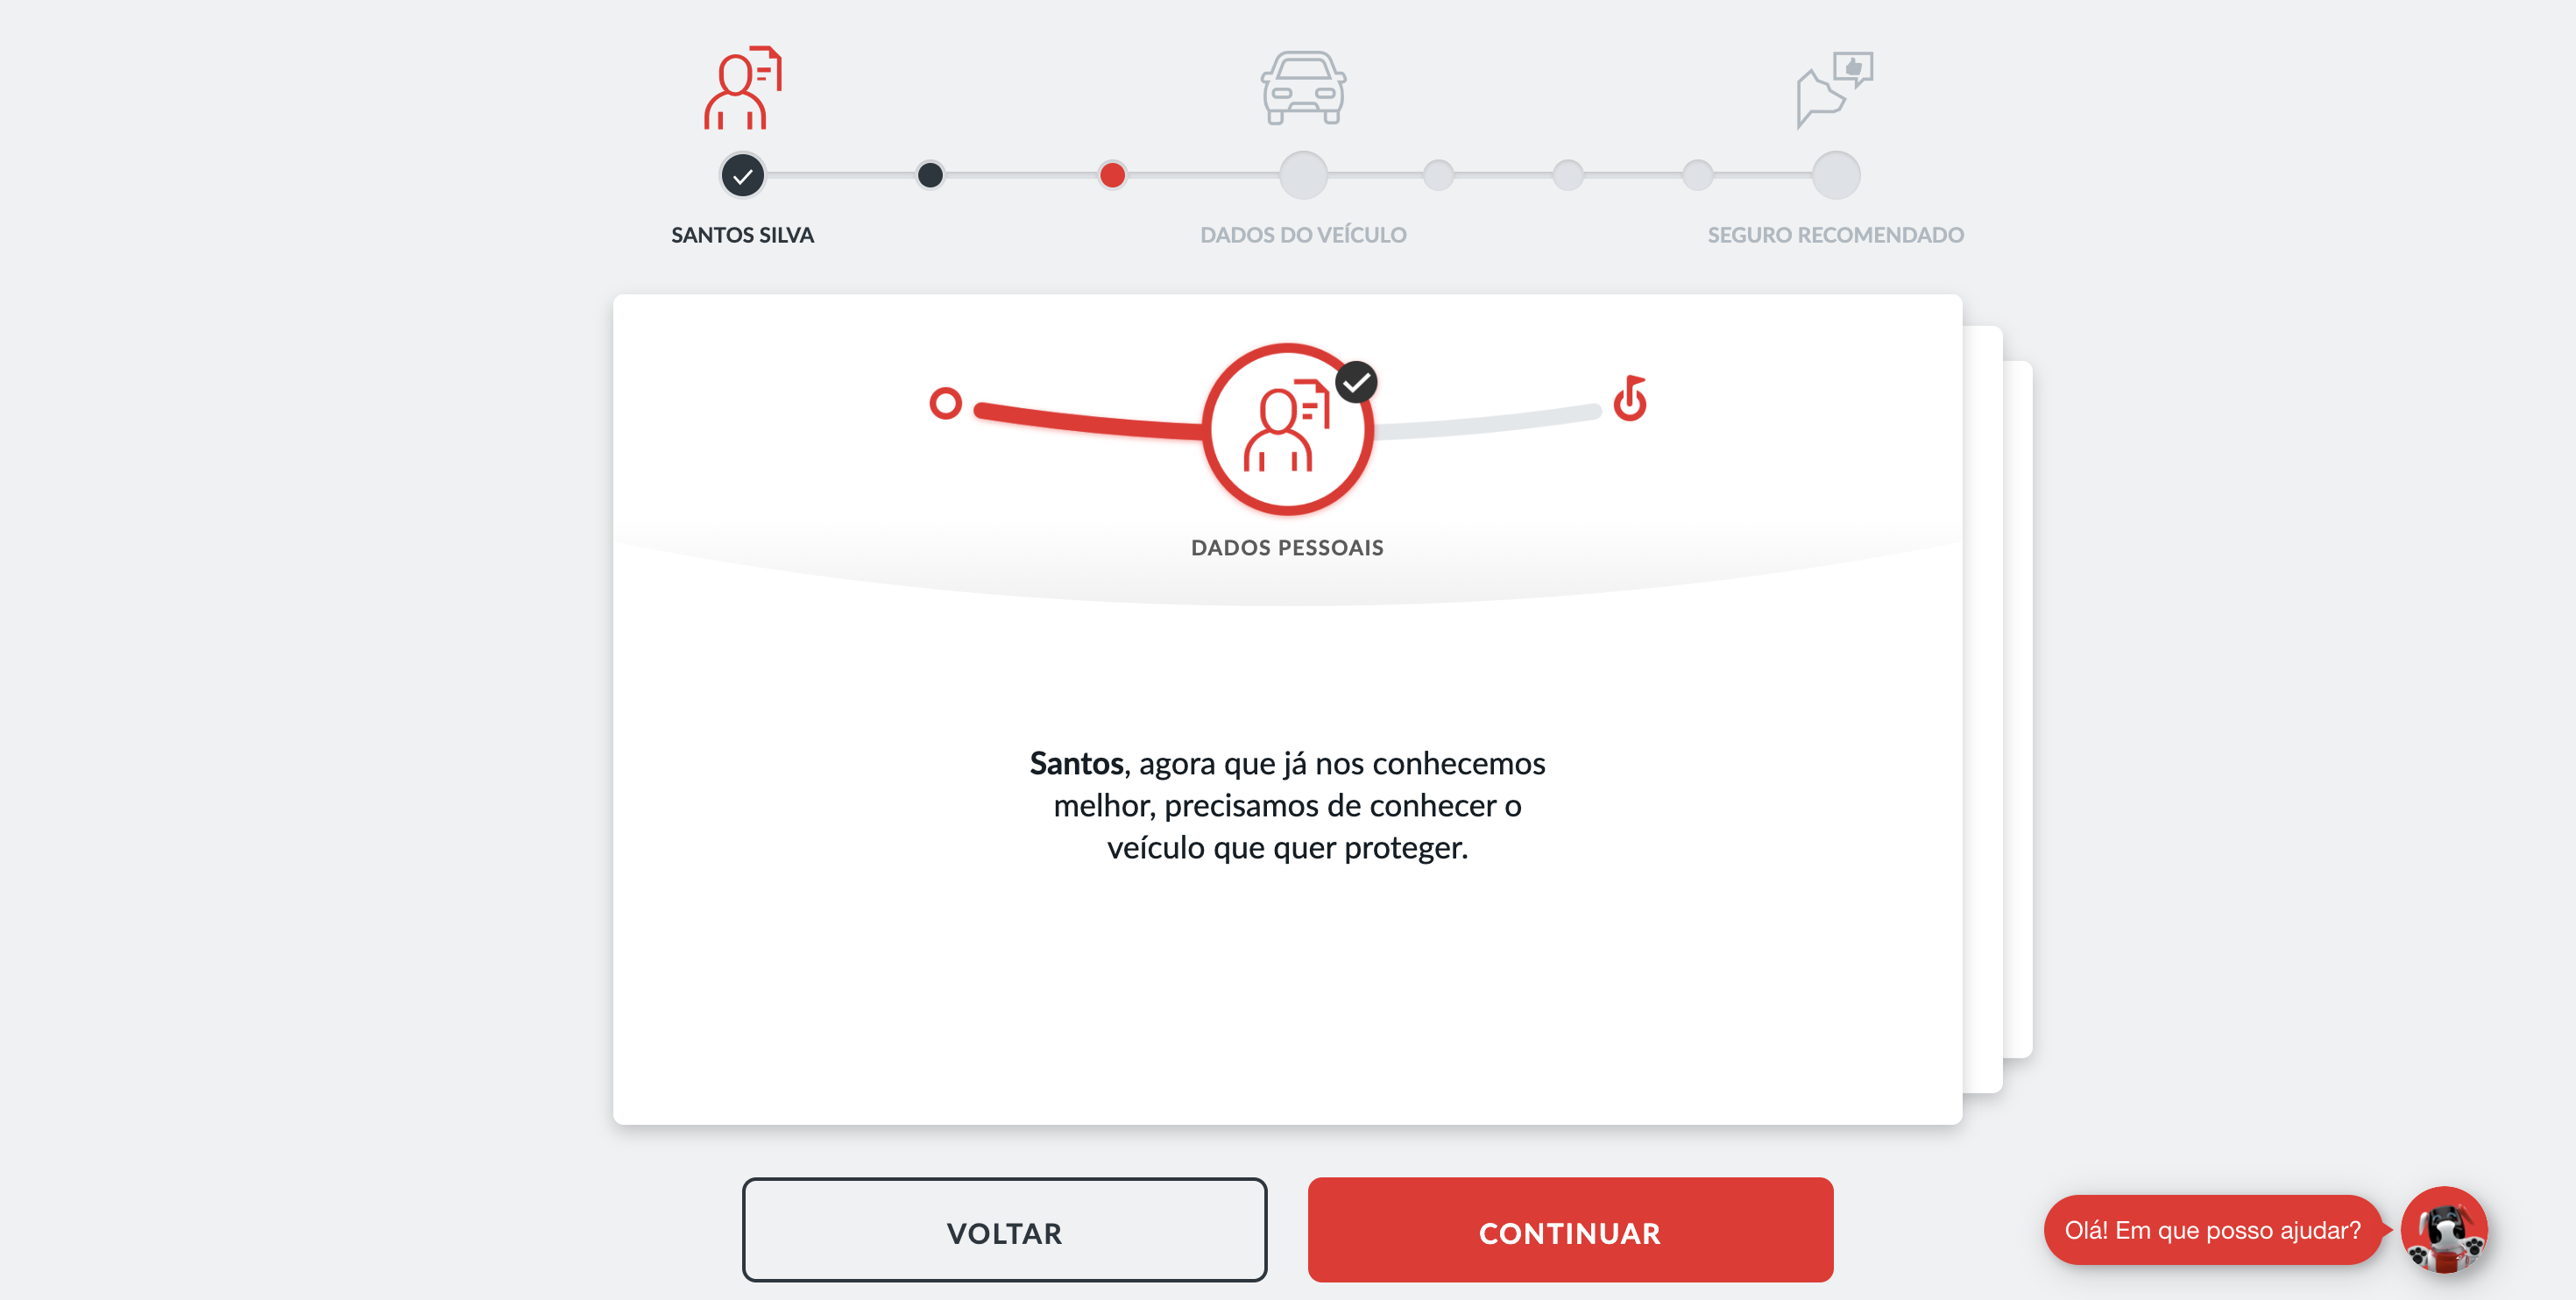 SANTOS SILVA
DADOS DO VEÍCULO
SEGURO RECOMENDADO
DADOS PESSOAIS
Santos, agora que já nos conhecemos
melhor, precisamos de conhecer o
veículo que quer proteger.
VOLTAR
CONTINUAR
Olá! Em que posso ajudar?